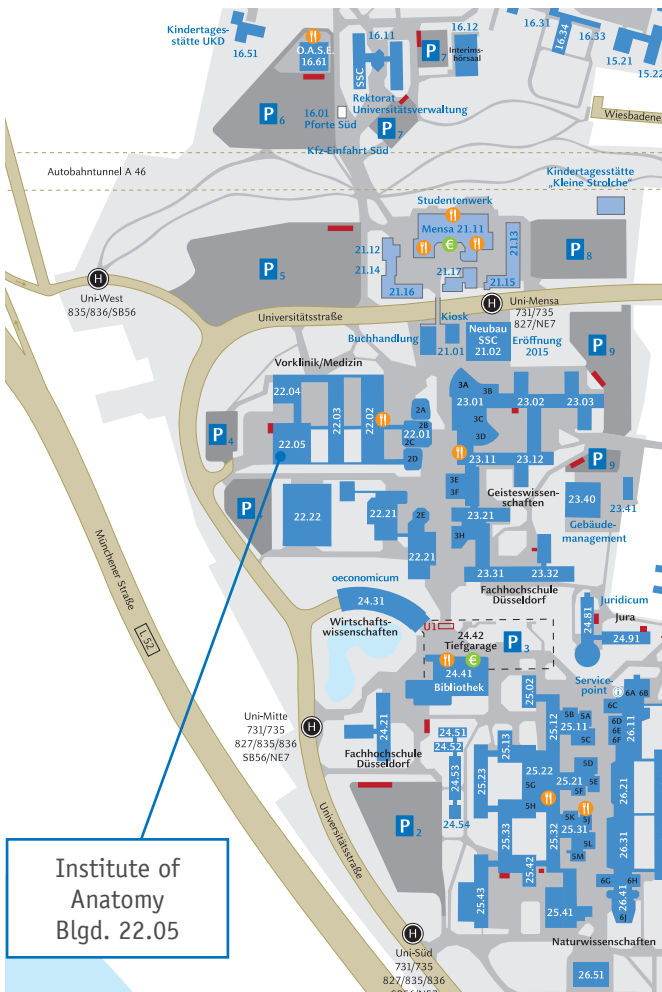 Kindertages-
stätte UKD
16.51
O.A.S.E.
16.61
16.11
SSC
P 7
16.12
Interims-
hörsaal
16.31
16.34
16.33
15.21
15.22
Rektorat
Universitätsverwaltung
16.01
Pforte Süd
P 6
P 7
Kfz-Einfahrt Süd
Wiesbadene
Autobahntunnel A 46
Kindertagesstätte
„Kleine Strolche“
Studentenwerk
Mensa 21.11
€
21.12
21.14
21.13
21.17
21.15
21.16
P 5
P 8
H
Uni-West
835/836/SB56
H
Uni-Mensa
731/735
827/NE7
Universitätsstraße
Kiosk
Buchhandlung
21.01
Neubau
SSC
21.02
Eröffnung
2015
P 9
Vorklinik/Medizin
22.04
22.03
22.02
2A
2B
22.01
2C
2D
22.05
P 4
3A
3B
23.01
23.02
23.03
3C
3D
23.11
23.12
P 9
3E
3F
Geisteswissen-
schaften
23.40
23.41
Gebäude-
management
P
22.22
22.21
2E
22.21
23.21
3H
23.31
23.32
Fachhochschule
Düsseldorf
Münchener Straße
L 52
oeconomicum
24.31
Wirtschafts-
wissenschaften
U1
24.42
Tiefgarage
P 3
€
24.41
Bibliothek
Juridicum
24.81
Jura
24.91
Service-
point
i
6A 6B
6C
6D
6E
6F
26.11
25.02
25.12
5B
5A
25.11
5C
Uni-Mitte
731/735
827/835/836
SB56/NE7
H
24.21
Fachhochschule
Düsseldorf
24.51
24.52
24.53
24.54
25.13
25.23
25.22
5G
5H
5D
25.21
5E
5F
26.21
5K
5J
25.31
5L
5M
25.32
25.33
25.42
25.43
25.41
26.31
6G
6H
26.41
6J
Universitätsstraße
P 2
Institute of
Anatomy
Blgd. 22.05
H
Uni-Süd
731/735
827/835/836
SB56/NE7
Naturwissenschaften
26.51